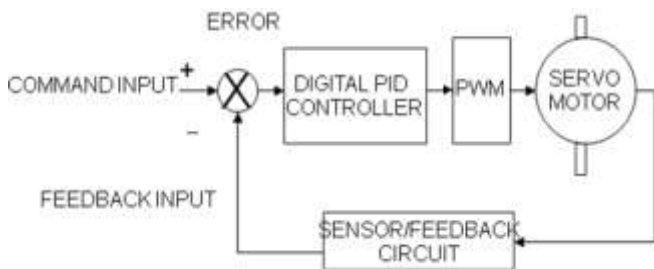 ERROR
+
COMMAND INPUT
DIGITAL PID
CONTROLLER
PWM
SERVO
MOTOR
–
FEEDBACK INPUT
SENSOR/FEEDBACK
CIRCUIT